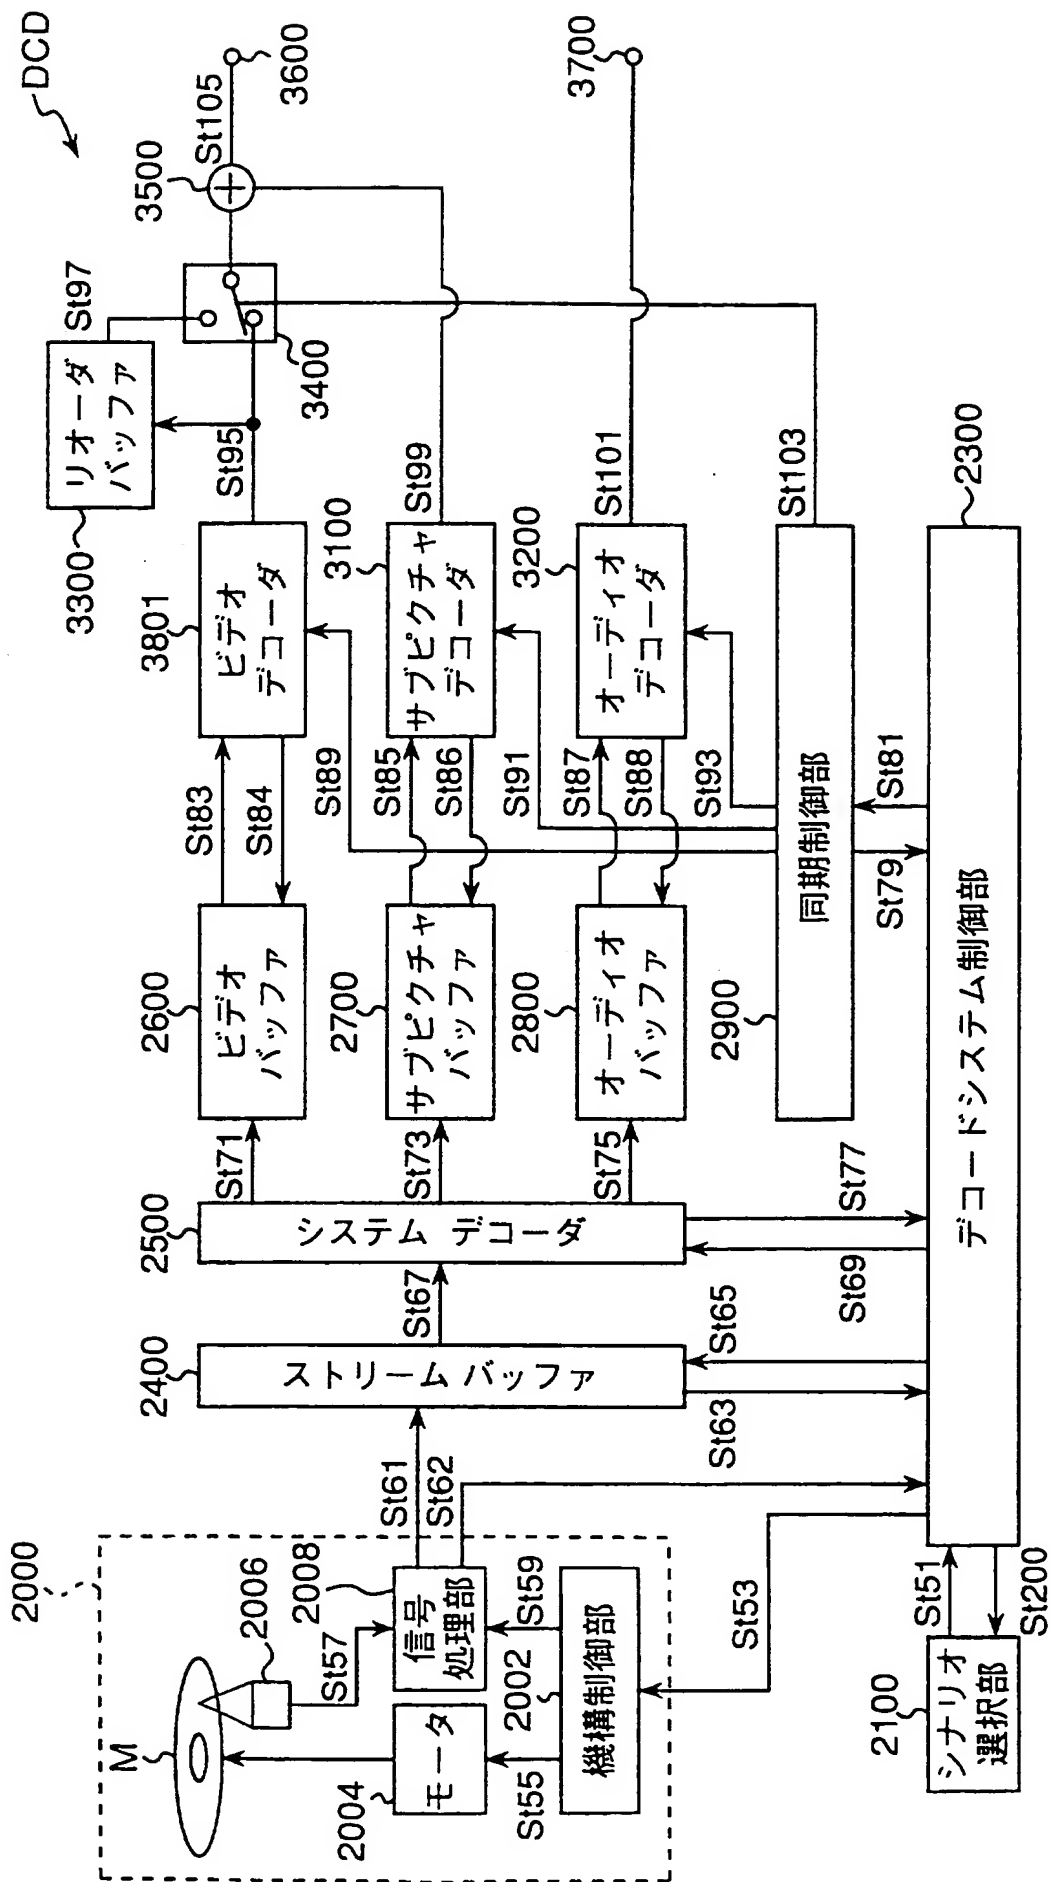 DCD
2000
M
2006
2008
St57
2004
モータ
信号
処理部
St55
2002
St59
機構制御部
St53
St61
St62
2400
ストリーム バッファ
St67
St63
St65
2500
システム デコーダ
St71
St73
St75
St69
St77
2600
ビデオ
バッファ
2700
サブピクチャ
バッファ
2800
オーディオ
バッファ
2900
同期制御部
St79
St81
St83
St84
St89
St85
St86
St91
St87
St88
St93
3801
ビデオ
デコーダ
3100
サブピクチャ
デコーダ
3200
オーディオ
デコーダ
3300
リオーダ
バッファ
St95
St97
St99
St101
St103
3400
3500
St105
3600
3700
2100
シナリオ
選択部
St51
St200
デコードシステム制御部
2300